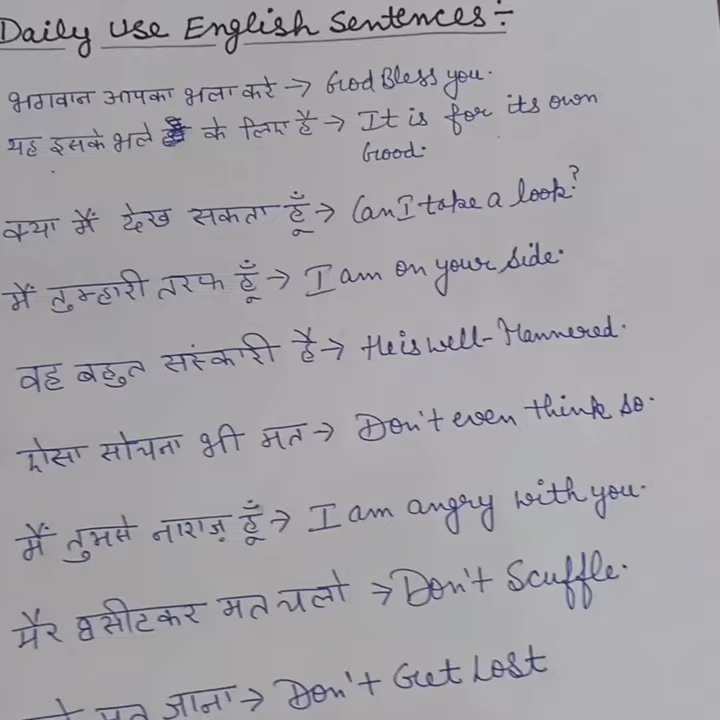 Daily Use English Sentences:-
भगवान आपका भला करे → God Bless you.
यह इसके भले के लिए है → It is for its own
Good.
क्या मैं देख सकता हूँ → Can I take a look?
मैं तुम्हारी तरफ हूँ → I am on your side.
वह बहुत संस्कारी है → He is well-Mannered.
ऐसा सोचना भी मत → Don't even think so.
मैं तुमसे नाराज़ हूँ → I am angry with you.
पैर घसीटकर मत चलो → Don't Scuffle.
मत जाना → Don't Get Lost